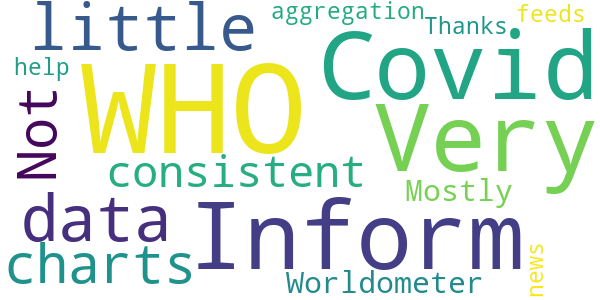 aggregation
feeds
little
Thanks
Covid
help
WHO
Not
Very
consistent
Mostly
data
Inform
charts
Worldometer
news